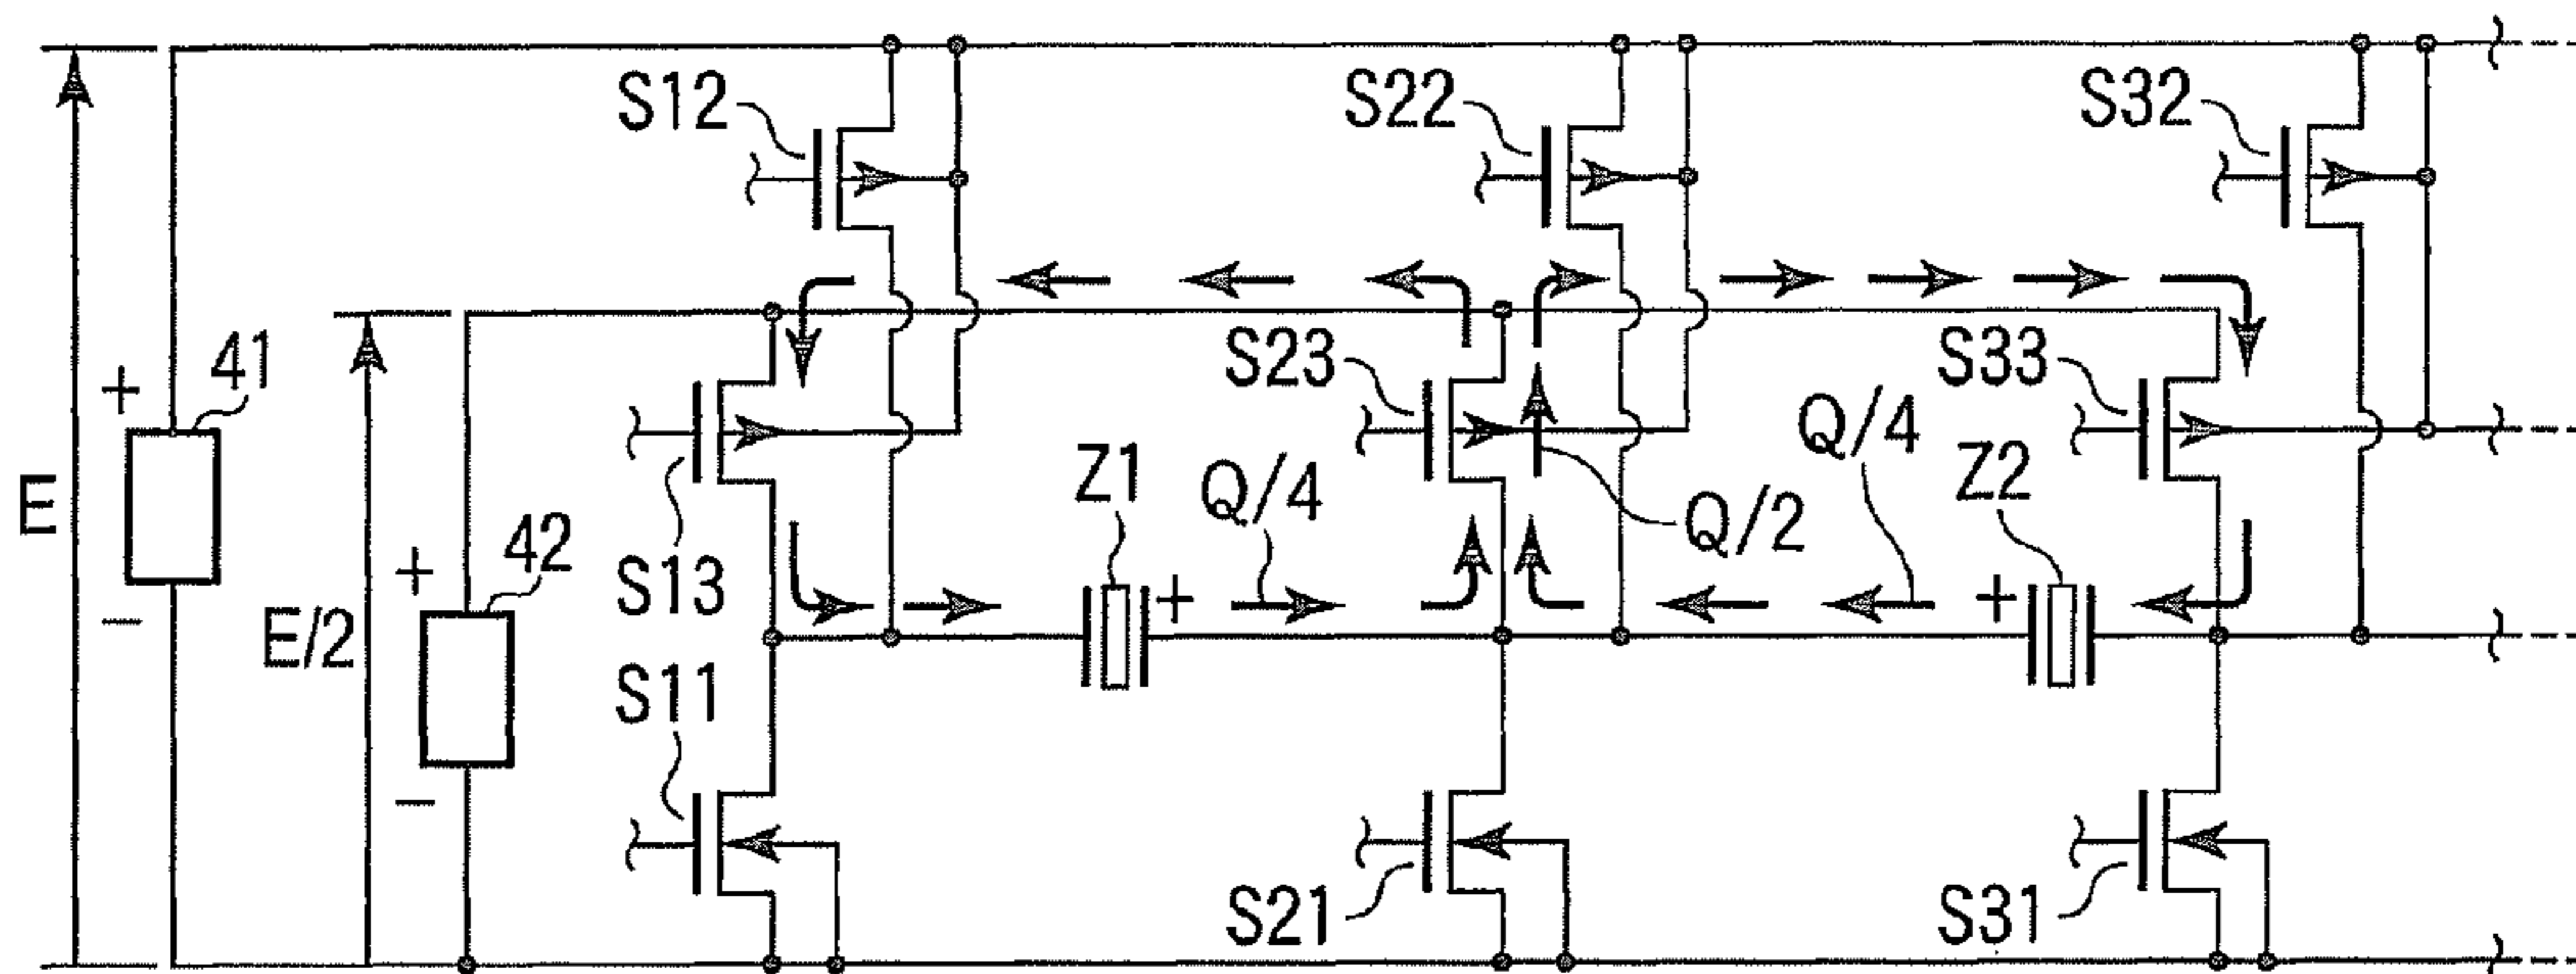 S12
S22
S32
E
+
41
−
E/2
+
42
−
S13
S11
Z1
+
Q/4
S23
Q/2
Q/4
S33
Z2
+
S21
S31